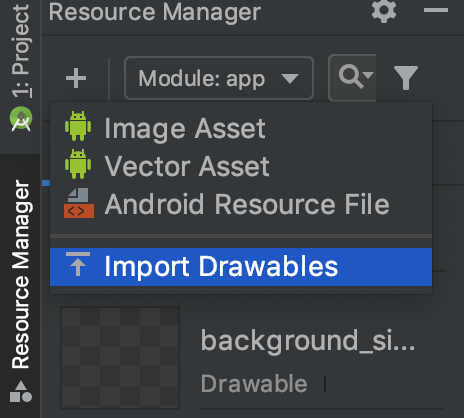 Resource Manager
1: Project
Module: app
Image Asset
Vector Asset
Android Resource File
Import Drawables
Resource Manager
background_si...
Drawable